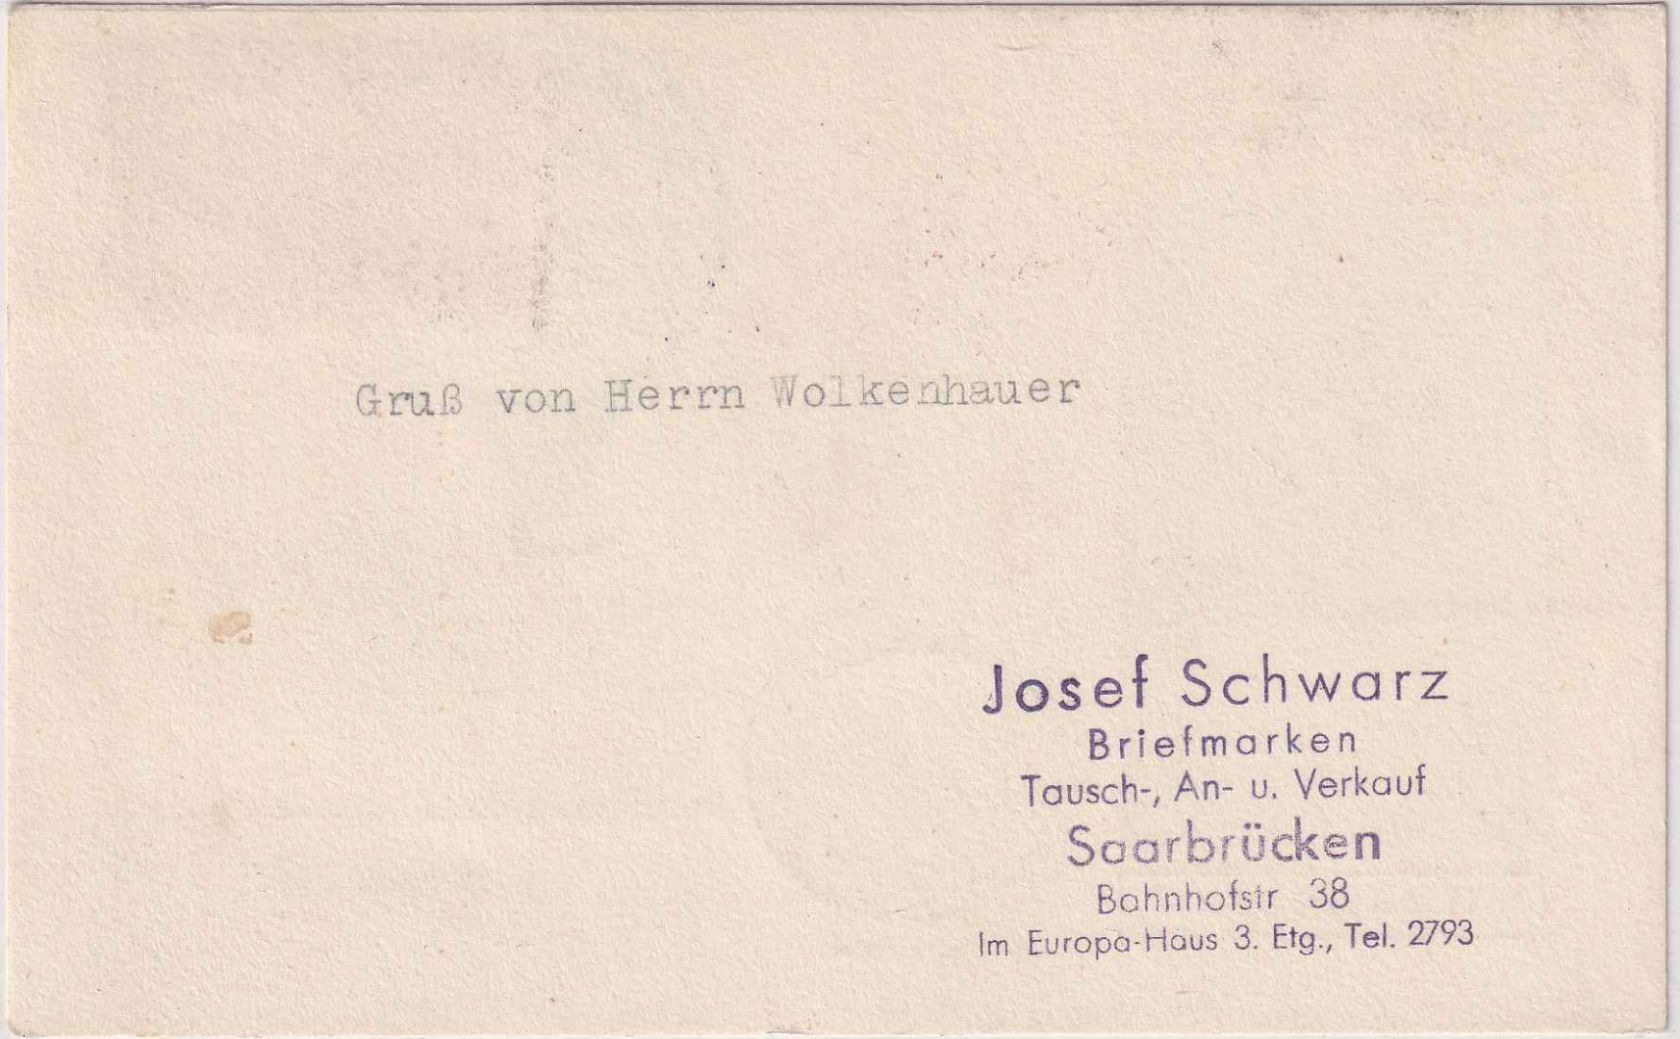 Gruß von Herrn Wolkenhauer
Josef Schwarz
Briefmarken
Tausch-, An- u. Verkauf
Saarbrücken
Bahnhofstr 38
Im Europa-Haus 3. Etg., Tel. 2793